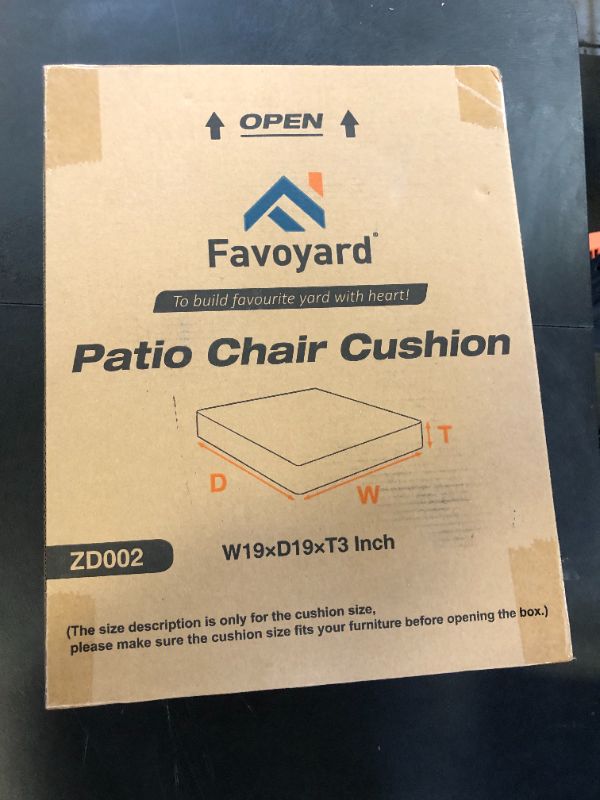 OPEN
Favoyard®
To build favourite yard with heart!
Patio Chair Cushion
T
D
W
ZD002
W19×D19×T3 Inch
(The size description is only for the cushion size,
please make sure the cushion size fits your furniture before opening the box.)